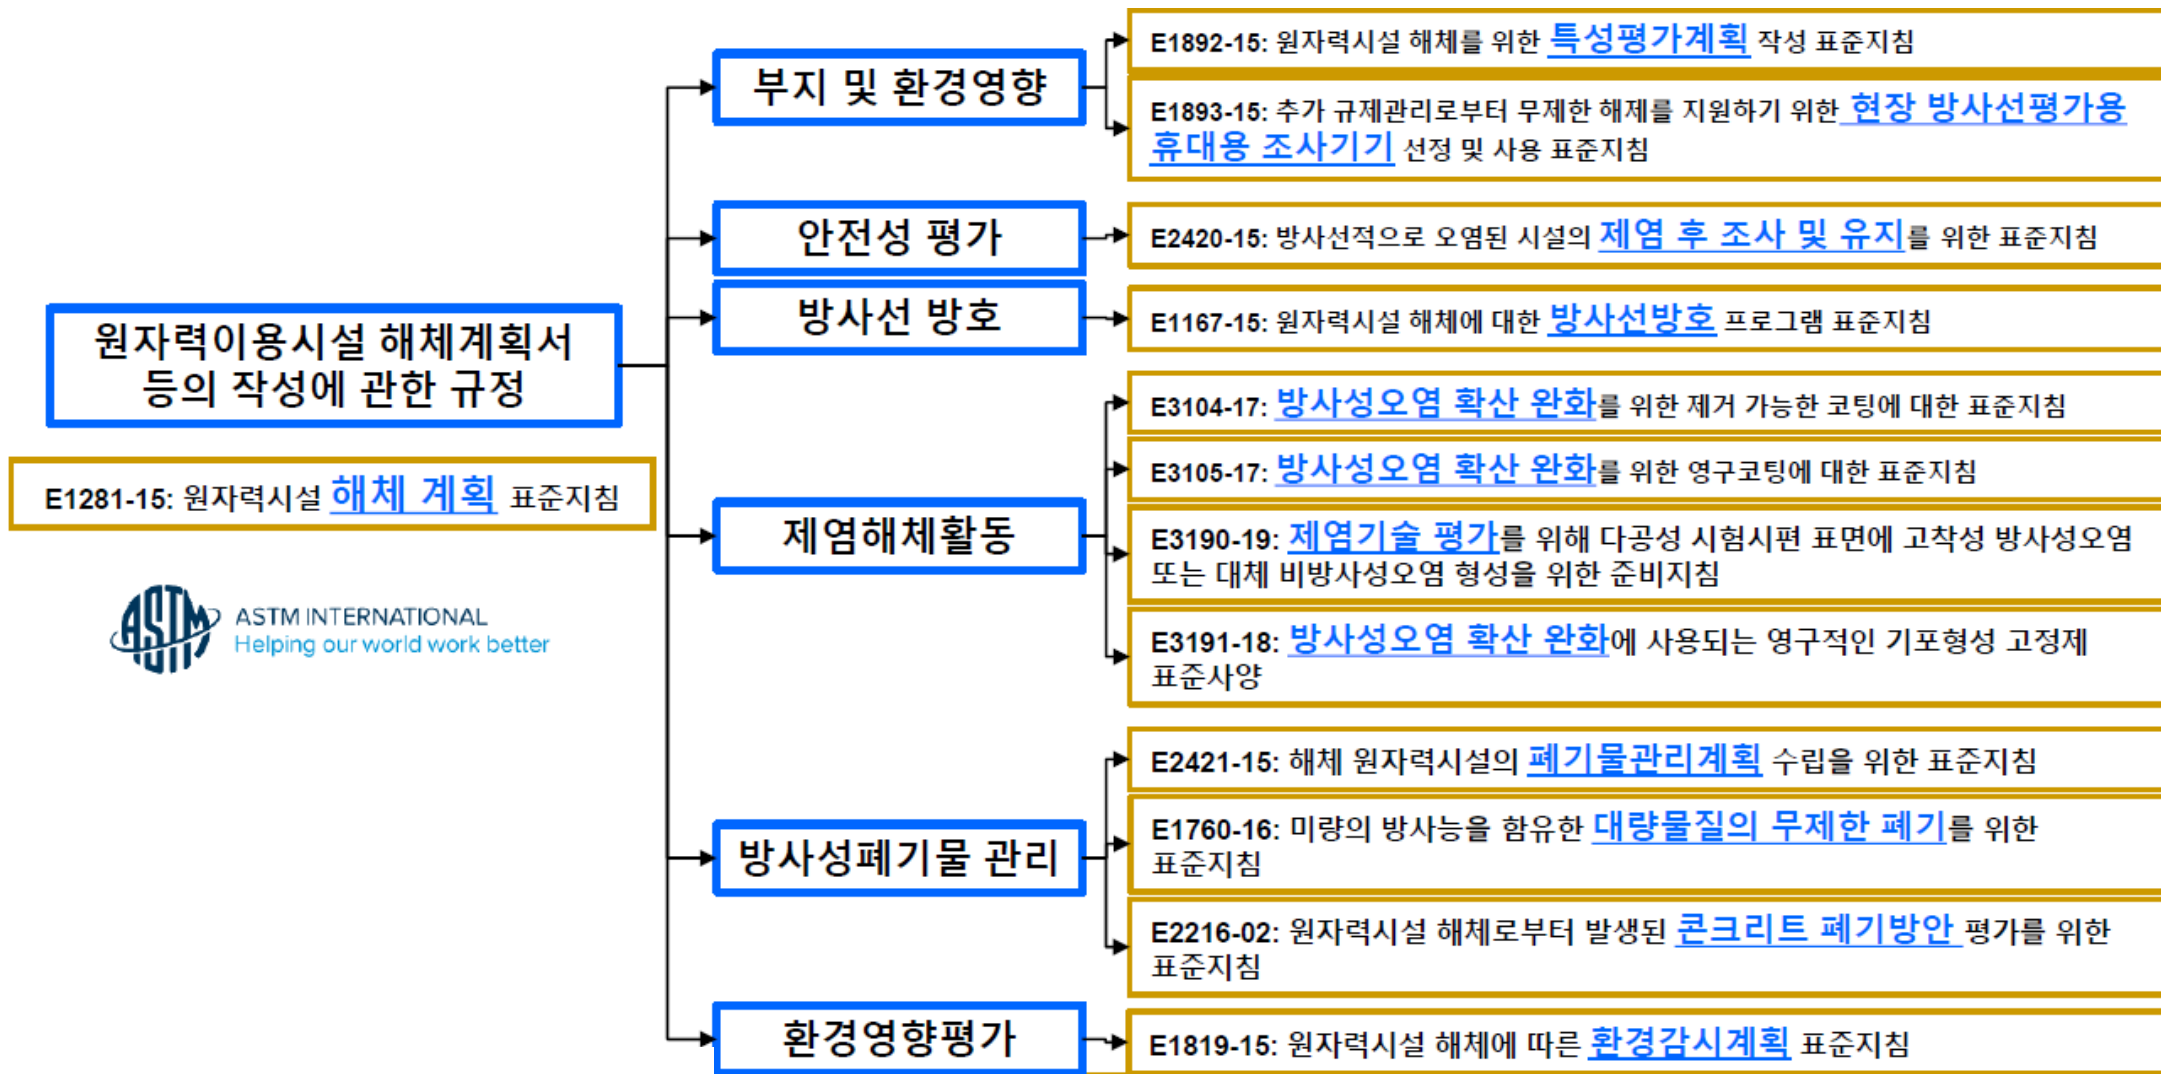 원자력이용시설 해체계획서
등의 작성에 관한 규정
E1281-15: 원자력시설 해체 계획 표준지침
ASTM
ASTM INTERNATIONAL
Helping our world work better
부지 및 환경영향
E1892-15: 원자력시설 해체를 위한 특성평가계획 작성 표준지침
E1893-15: 추가 규제관리로부터 무제한 해제를 지원하기 위한 현장 방사선평가용
휴대용 조사기기 선정 및 사용 표준지침
안전성 평가
E2420-15: 방사선적으로 오염된 시설의 제염 후 조사 및 유지를 위한 표준지침
방사선 방호
E1167-15: 원자력시설 해체에 대한 방사선방호 프로그램 표준지침
제염해체활동
E3104-17: 방사성오염 확산 완화를 위한 제거 가능한 코팅에 대한 표준지침
E3105-17: 방사성오염 확산 완화를 위한 영구코팅에 대한 표준지침
E3190-19: 제염기술 평가를 위해 다공성 시험시편 표면에 고착성 방사성오염
또는 대체 비방사성오염 형성을 위한 준비지침
E3191-18: 방사성오염 확산 완화에 사용되는 영구적인 기포형성 고정제
표준사양
방사성폐기물 관리
E2421-15: 해체 원자력시설의 폐기물관리계획 수립을 위한 표준지침
E1760-16: 미량의 방사능을 함유한 대량물질의 무제한 폐기를 위한
표준지침
E2216-02: 원자력시설 해체로부터 발생된 콘크리트 폐기방안 평가를 위한
표준지침
환경영향평가
E1819-15: 원자력시설 해체에 따른 환경감시계획 표준지침